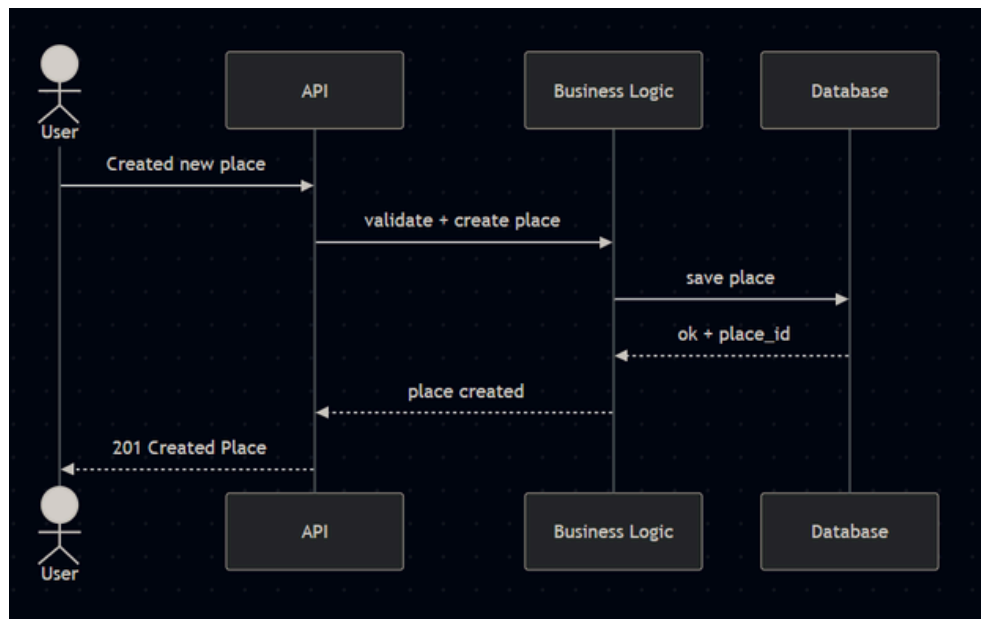 User
API
Business Logic
Database
Created new place
validate + create place
save place
ok + place_id
place created
201 Created Place
User
API
Business Logic
Database